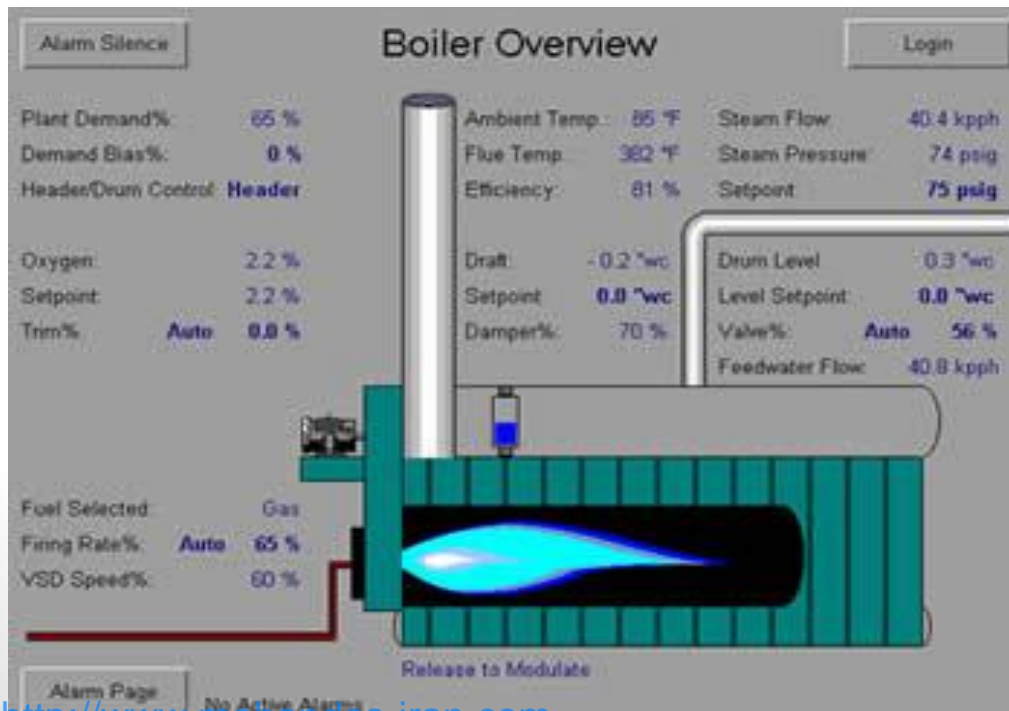 Alarm Silence
Boiler Overview
Login
Plant Demand%: 65 %
Demand Bias%: 0 %
Header/Drum Control: Header
Ambient Temp.: 85 °F
Flue Temp.: 382 °F
Efficiency: 81 %
Steam Flow: 40.4 kpph
Steam Pressure: 74 psig
Setpoint: 75 psig
Oxygen: 2.2 %
Setpoint: 2.2 %
Trim%: Auto 0.0 %
Draft: - 0.2 "wc
Setpoint: 0.0 "wc
Damper%: 70 %
Drum Level: 0.3 "wc
Level Setpoint: 0.0 "wc
Valve%: Auto 56 %
Feedwater Flow: 40.8 kpph
Fuel Selected: Gas
Firing Rate%: Auto 65 %
VSD Speed%: 60 %
Release to Modulate
Alarm Page
No Active Alarms